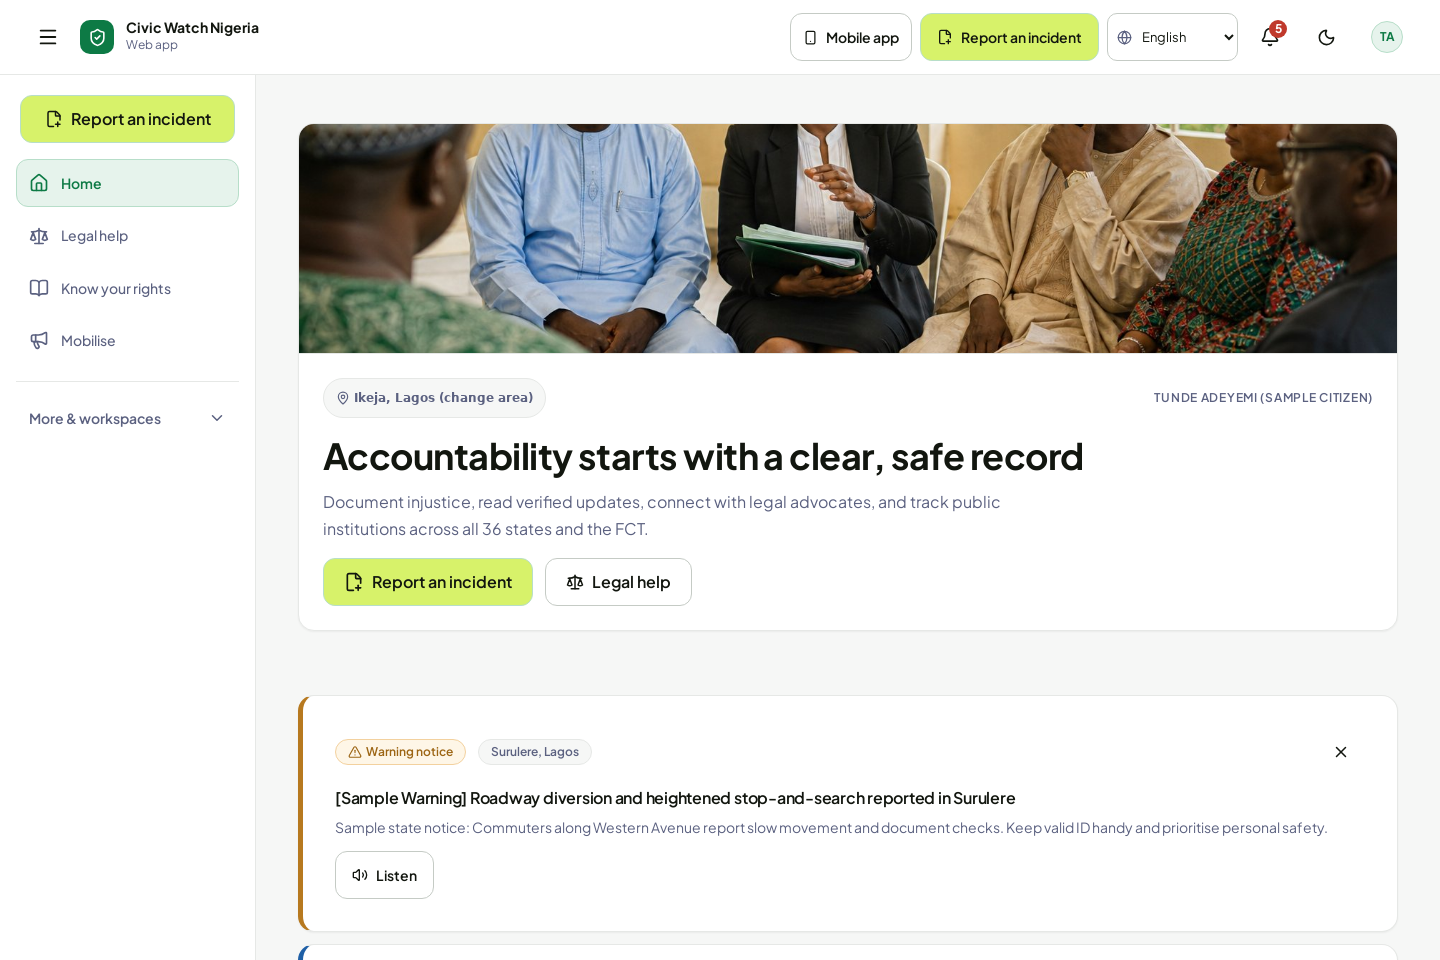 Civic Watch Nigeria
Web app
Mobile app
Report an incident
English
5
TA
Report an incident
Home
Legal help
Know your rights
Mobilise
More & workspaces
Ikeja, Lagos (change area)
TUNDE ADEYEMI (SAMPLE CITIZEN)
Accountability starts with a clear, safe record
Document injustice, read verified updates, connect with legal advocates, and track public
institutions across all 36 states and the FCT.
Report an incident
Legal help
Warning notice
Surulere, Lagos
[Sample Warning] Roadway diversion and heightened stop-and-search reported in Surulere
Sample state notice: Commuters along Western Avenue report slow movement and document checks. Keep valid ID handy and prioritise personal safety.
Listen